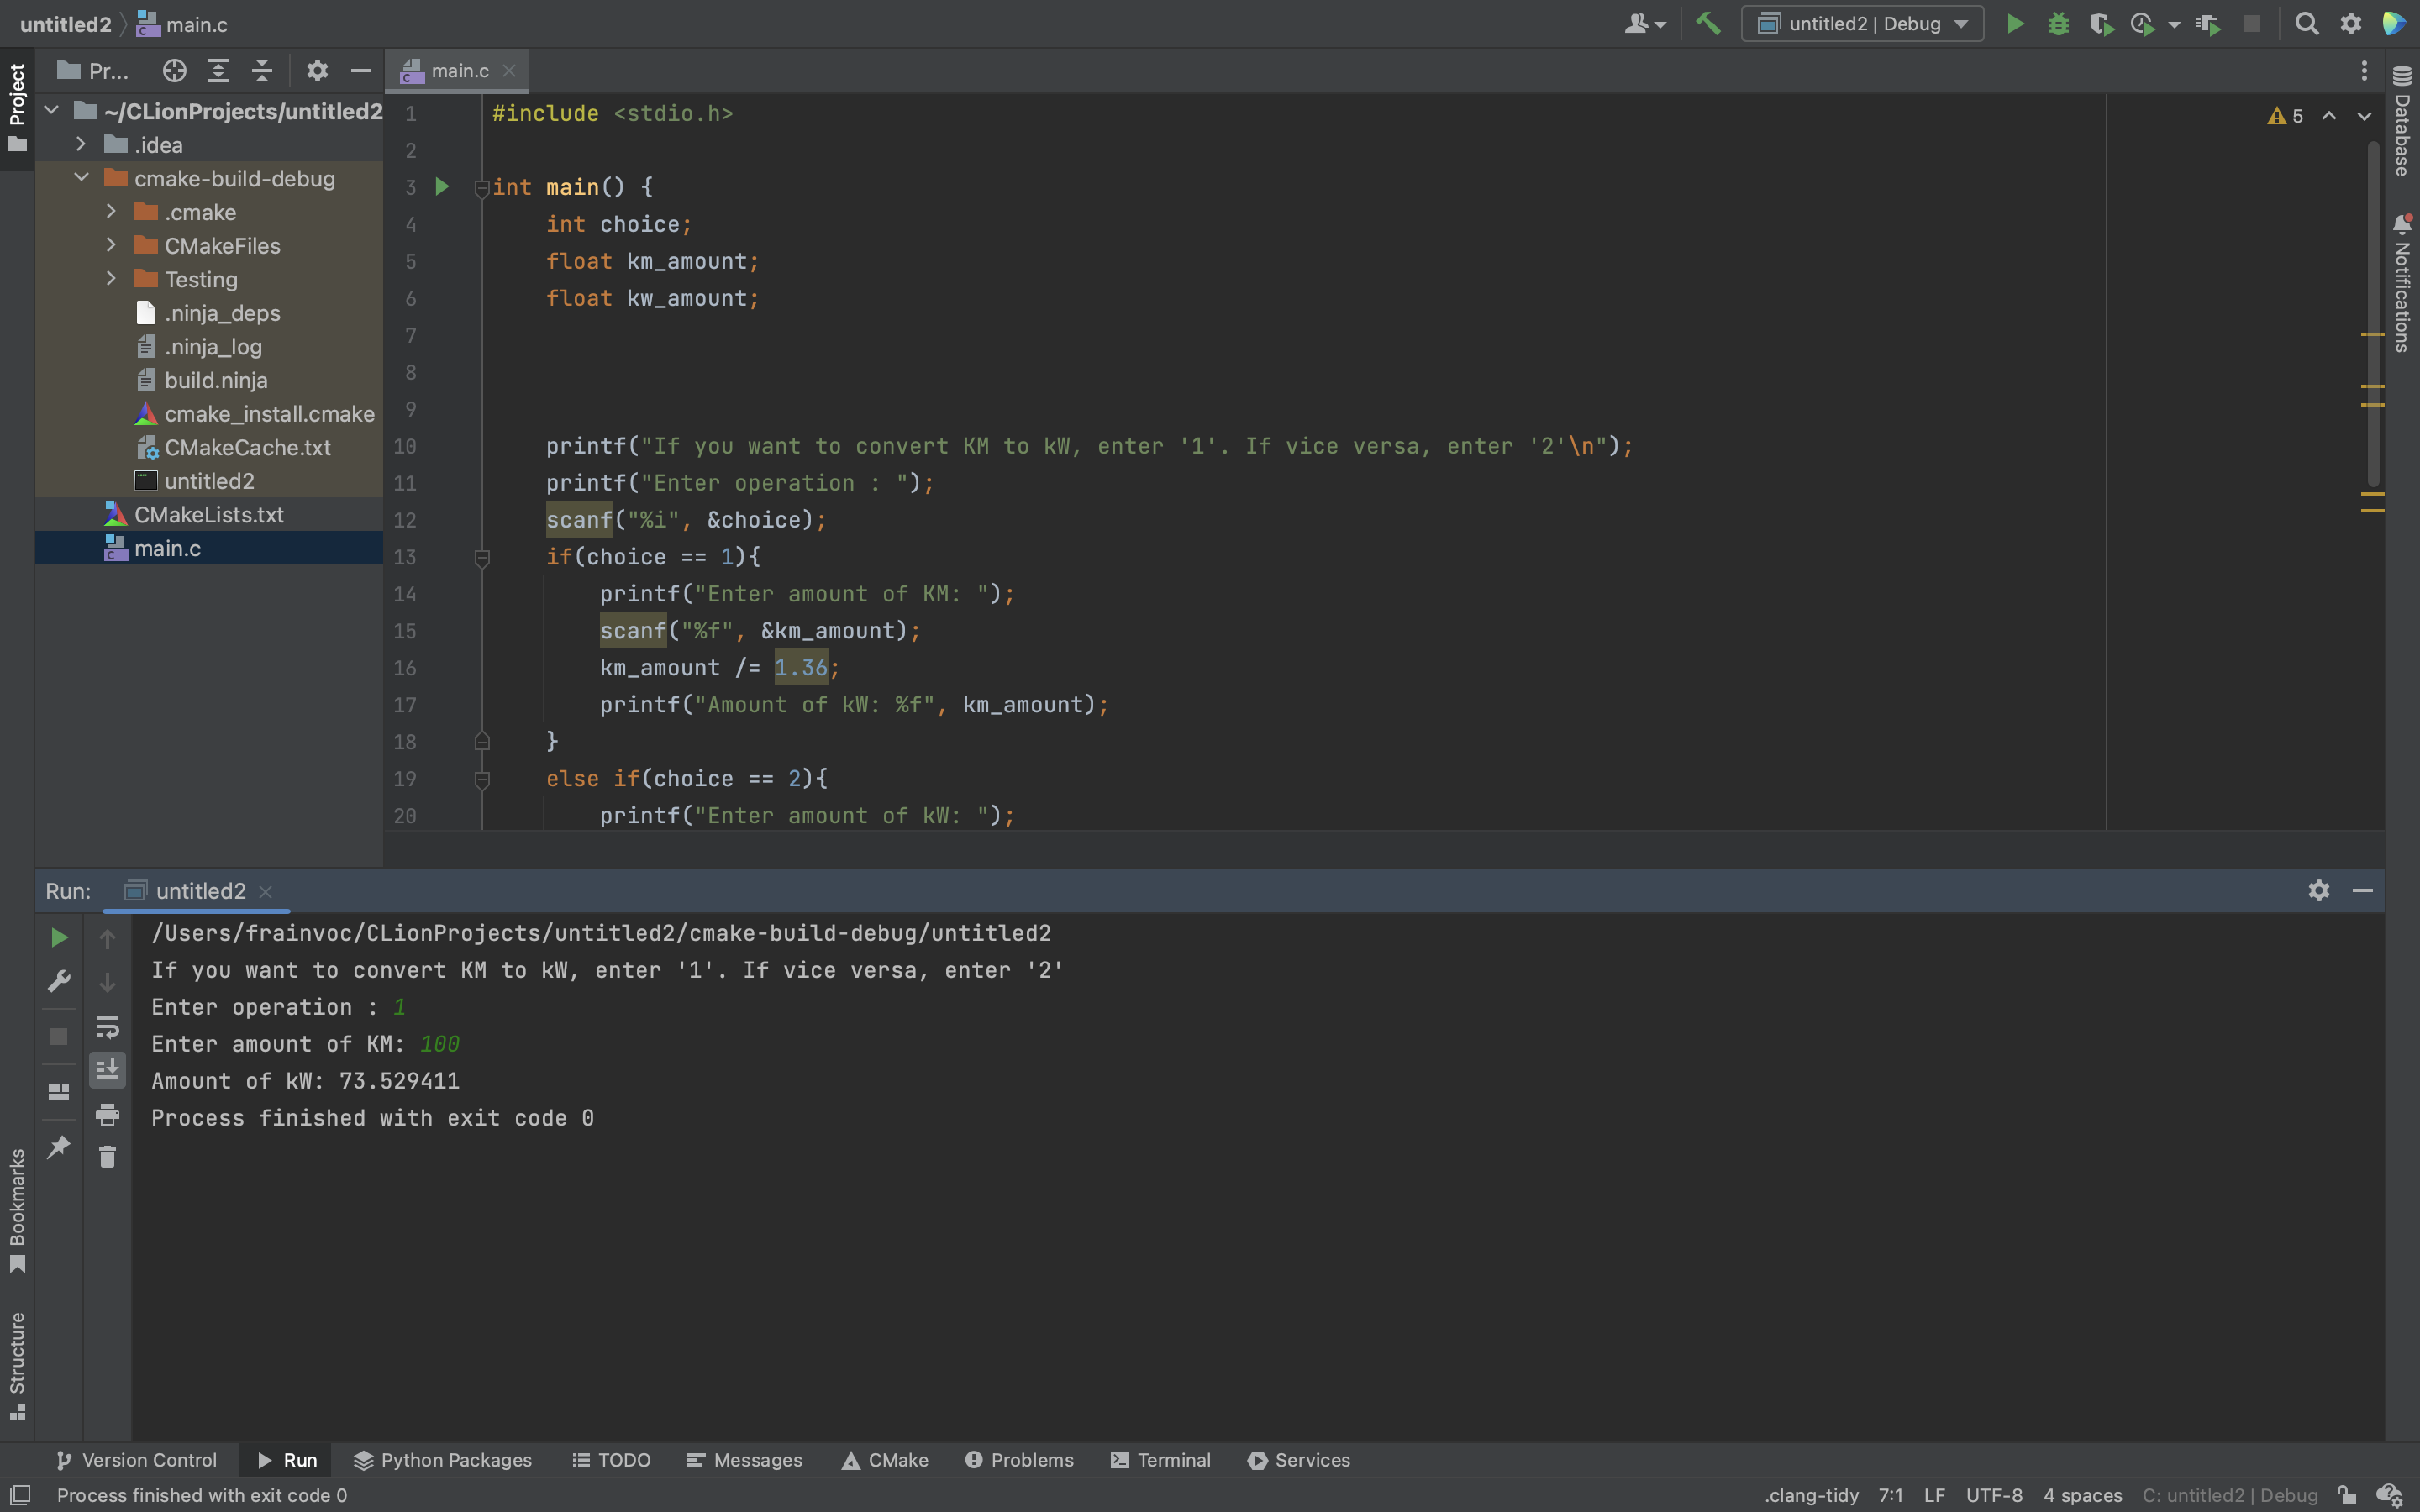 untitled2 main.c
untitled2 | Debug
Project
Pr...
main.c
~/CLionProjects/untitled2
.idea
cmake-build-debug
.cmake
CMakeFiles
Testing
.ninja_deps
.ninja_log
build.ninja
cmake_install.cmake
CMakeCache.txt
untitled2
CMakeLists.txt
main.c
5
Database
Notifications
1 #include <stdio.h>
2
3 int main() {
4 int choice;
5 float km_amount;
6 float kw_amount;
7
8
9
10 printf("If you want to convert KM to kW, enter '1'. If vice versa, enter '2'\n");
11 printf("Enter operation : ");
12 scanf("%i", &choice);
13 if(choice == 1){
14 printf("Enter amount of KM: ");
15 scanf("%f", &km_amount);
16 km_amount /= 1.36;
17 printf("Amount of kW: %f", km_amount);
18 }
19 else if(choice == 2){
20 printf("Enter amount of kW: ");
Run: untitled2
/Users/frainvoc/CLionProjects/untitled2/cmake-build-debug/untitled2
If you want to convert KM to kW, enter '1'. If vice versa, enter '2'
Enter operation : 1
Enter amount of KM: 100
Amount of kW: 73.529411
Process finished with exit code 0
Bookmarks
Structure
Version Control Run Python Packages TODO Messages CMake Problems Terminal Services
Process finished with exit code 0
.clang-tidy 7:1 LF UTF-8 4 spaces C: untitled2 | Debug